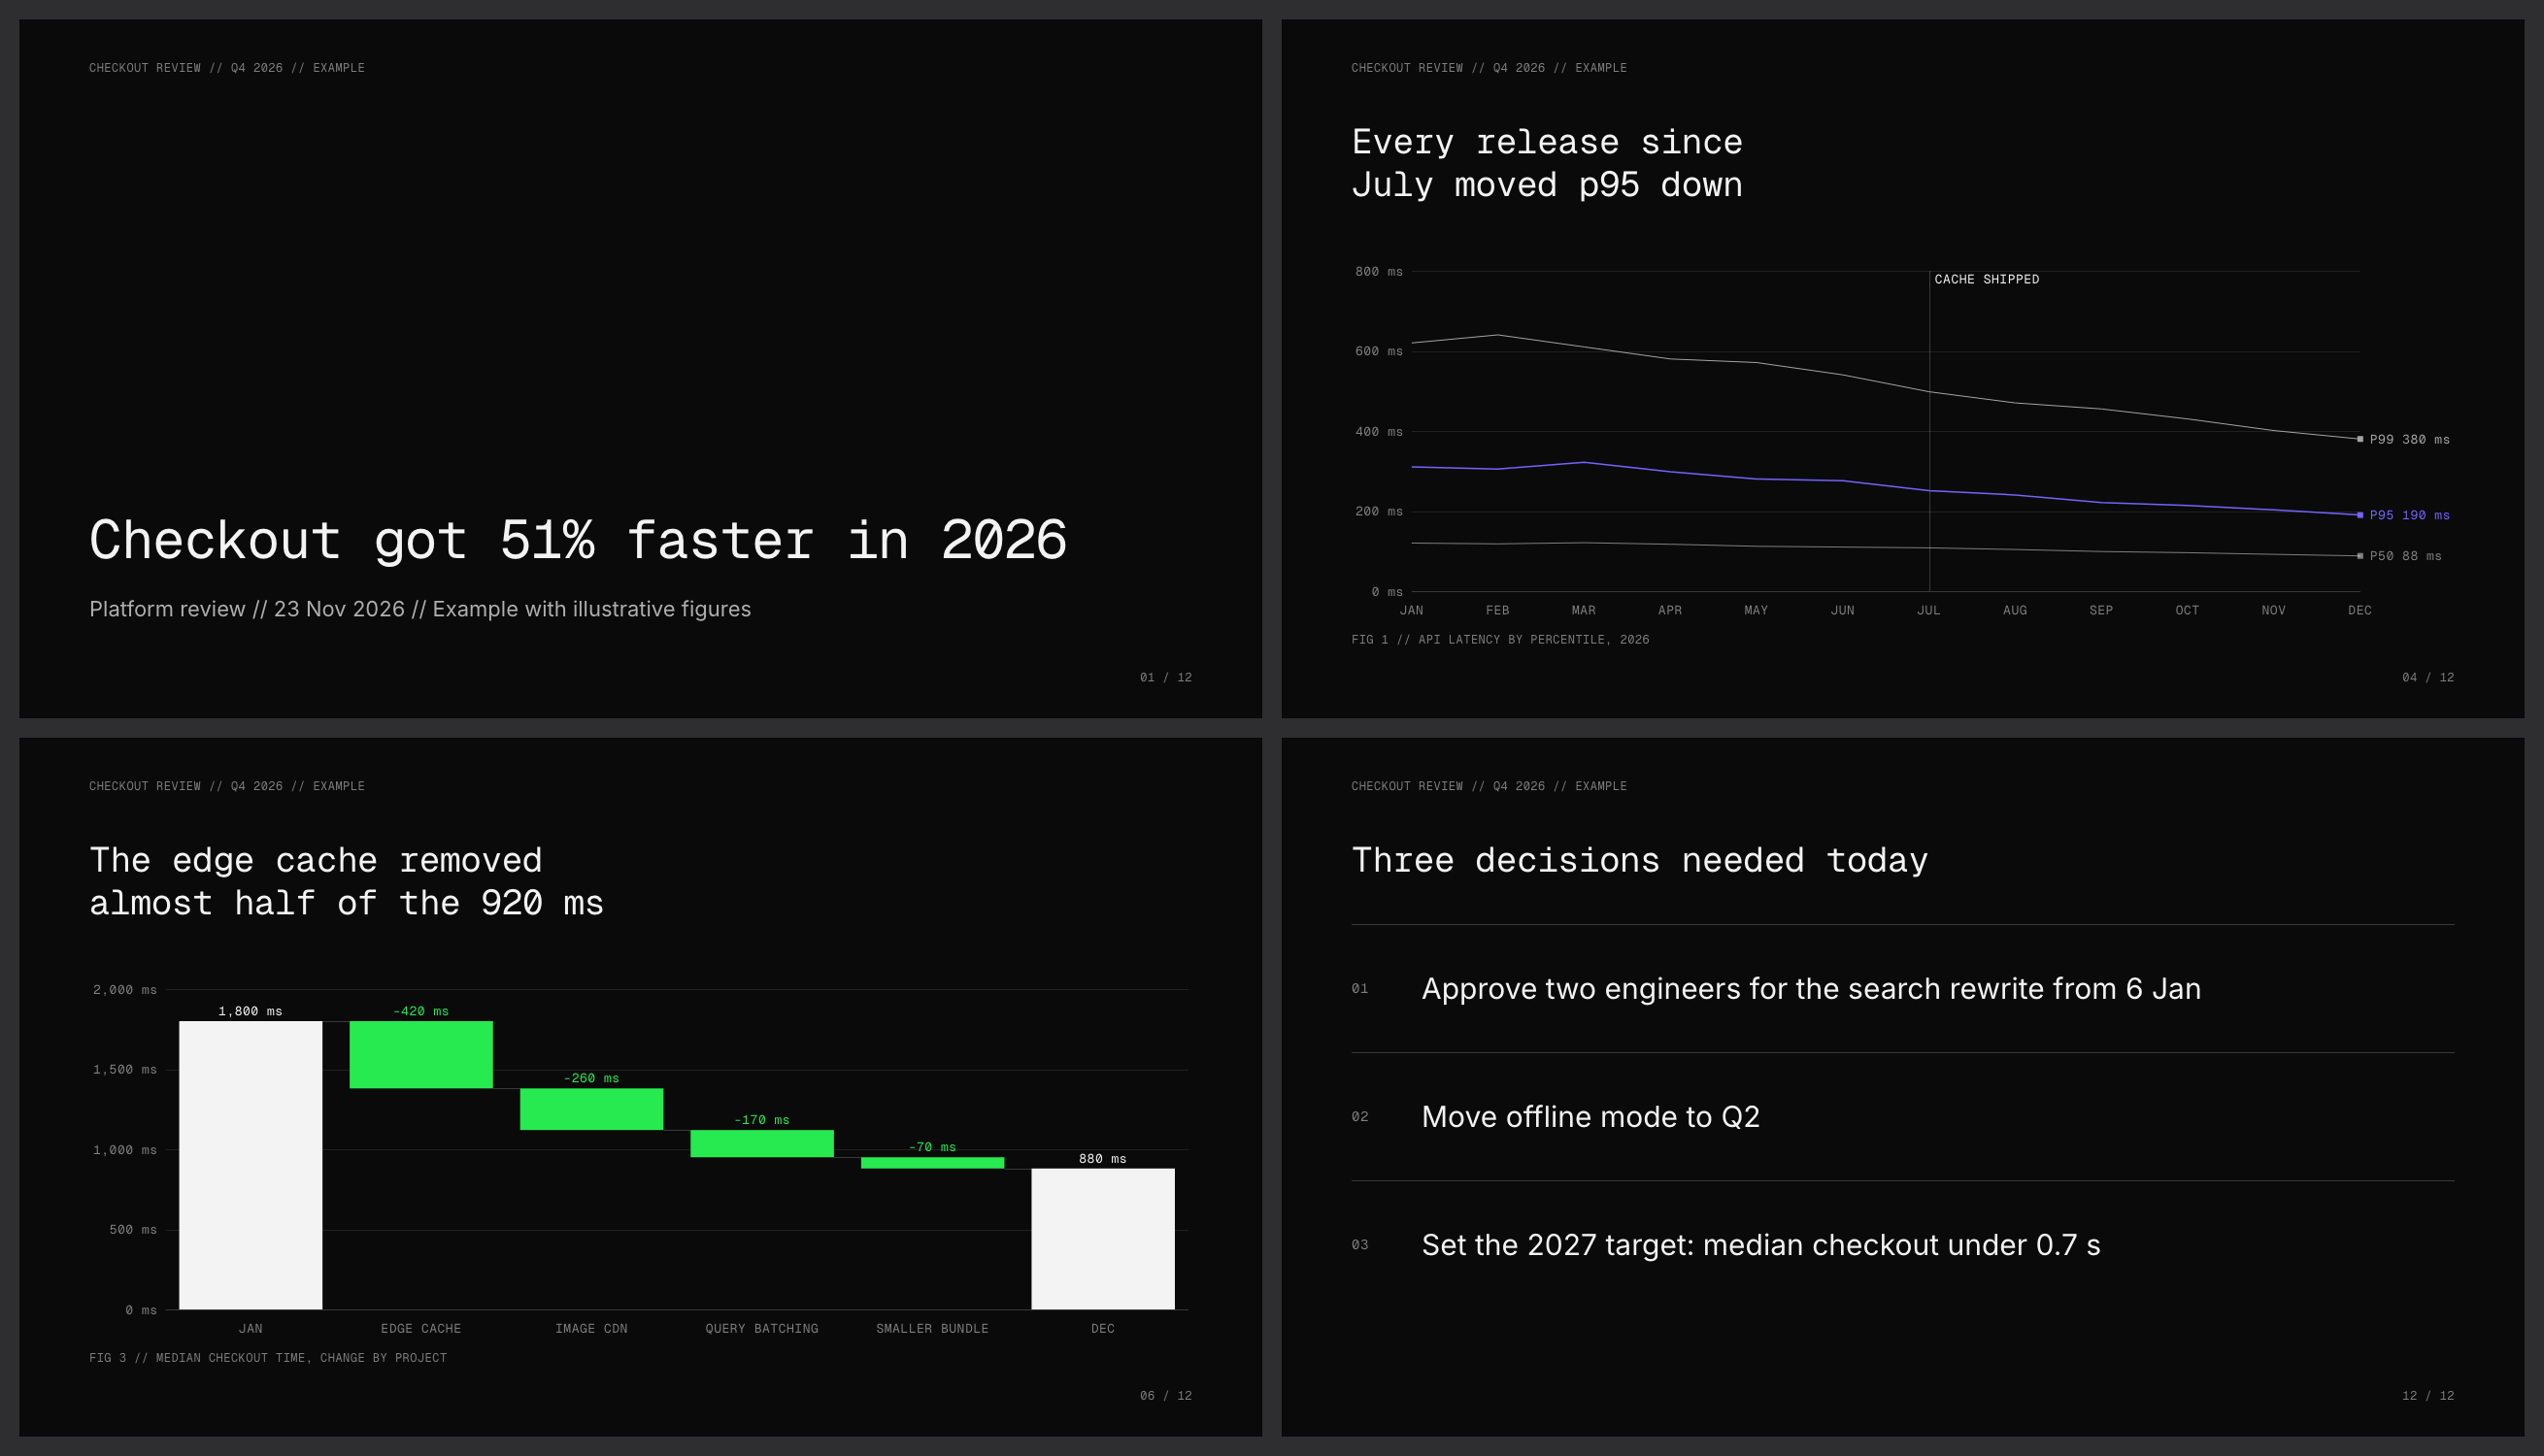 CHECKOUT REVIEW // Q4 2026 // EXAMPLE
Checkout got 51% faster in 2026
Platform review // 23 Nov 2026 // Example with illustrative figures
01 / 12
CHECKOUT REVIEW // Q4 2026 // EXAMPLE
Every release since
July moved p95 down
800 ms
CACHE SHIPPED
600 ms
400 ms
P99 380 ms
200 ms
P95 190 ms
P50 88 ms
0 ms
JAN FEB MAR APR MAY JUN JUL AUG SEP OCT NOV DEC
FIG 1 // API LATENCY BY PERCENTILE, 2026
04 / 12
CHECKOUT REVIEW // Q4 2026 // EXAMPLE
The edge cache removed
almost half of the 920 ms
2,000 ms
1,800 ms
-420 ms
1,500 ms
-260 ms
-170 ms
1,000 ms
-70 ms
880 ms
500 ms
0 ms
JAN EDGE CACHE IMAGE CDN QUERY BATCHING SMALLER BUNDLE DEC
FIG 3 // MEDIAN CHECKOUT TIME, CHANGE BY PROJECT
06 / 12
CHECKOUT REVIEW // Q4 2026 // EXAMPLE
Three decisions needed today
01 Approve two engineers for the search rewrite from 6 Jan
02 Move offline mode to Q2
03 Set the 2027 target: median checkout under 0.7 s
12 / 12